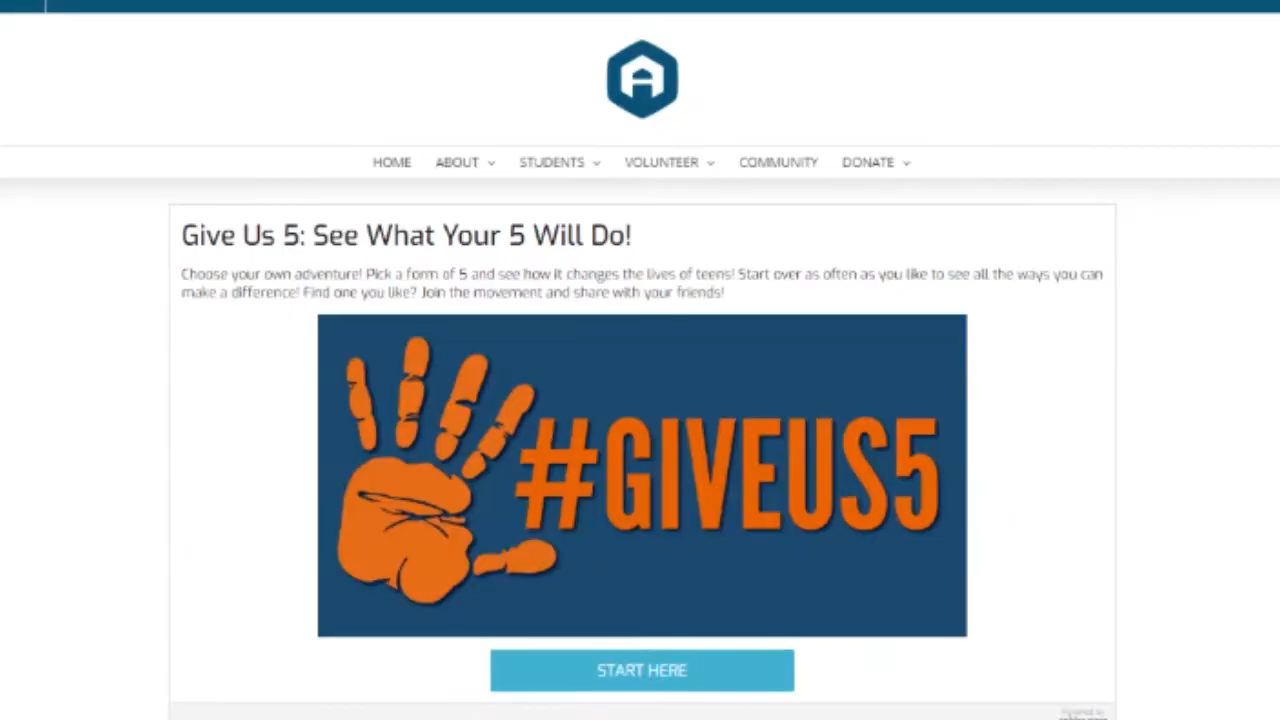 A
HOME ABOUT STUDENTS VOLUNTEER COMMUNITY DONATE
Give Us 5: See What Your 5 Will Do!
Choose your own adventure! Pick a form of 5 and see how it changes the lives of teens! Start over as often as you like to see all the ways you can
make a difference! Find one you like? Join the movement and share with your friends!
#GIVEUS5
START HERE
Powered by